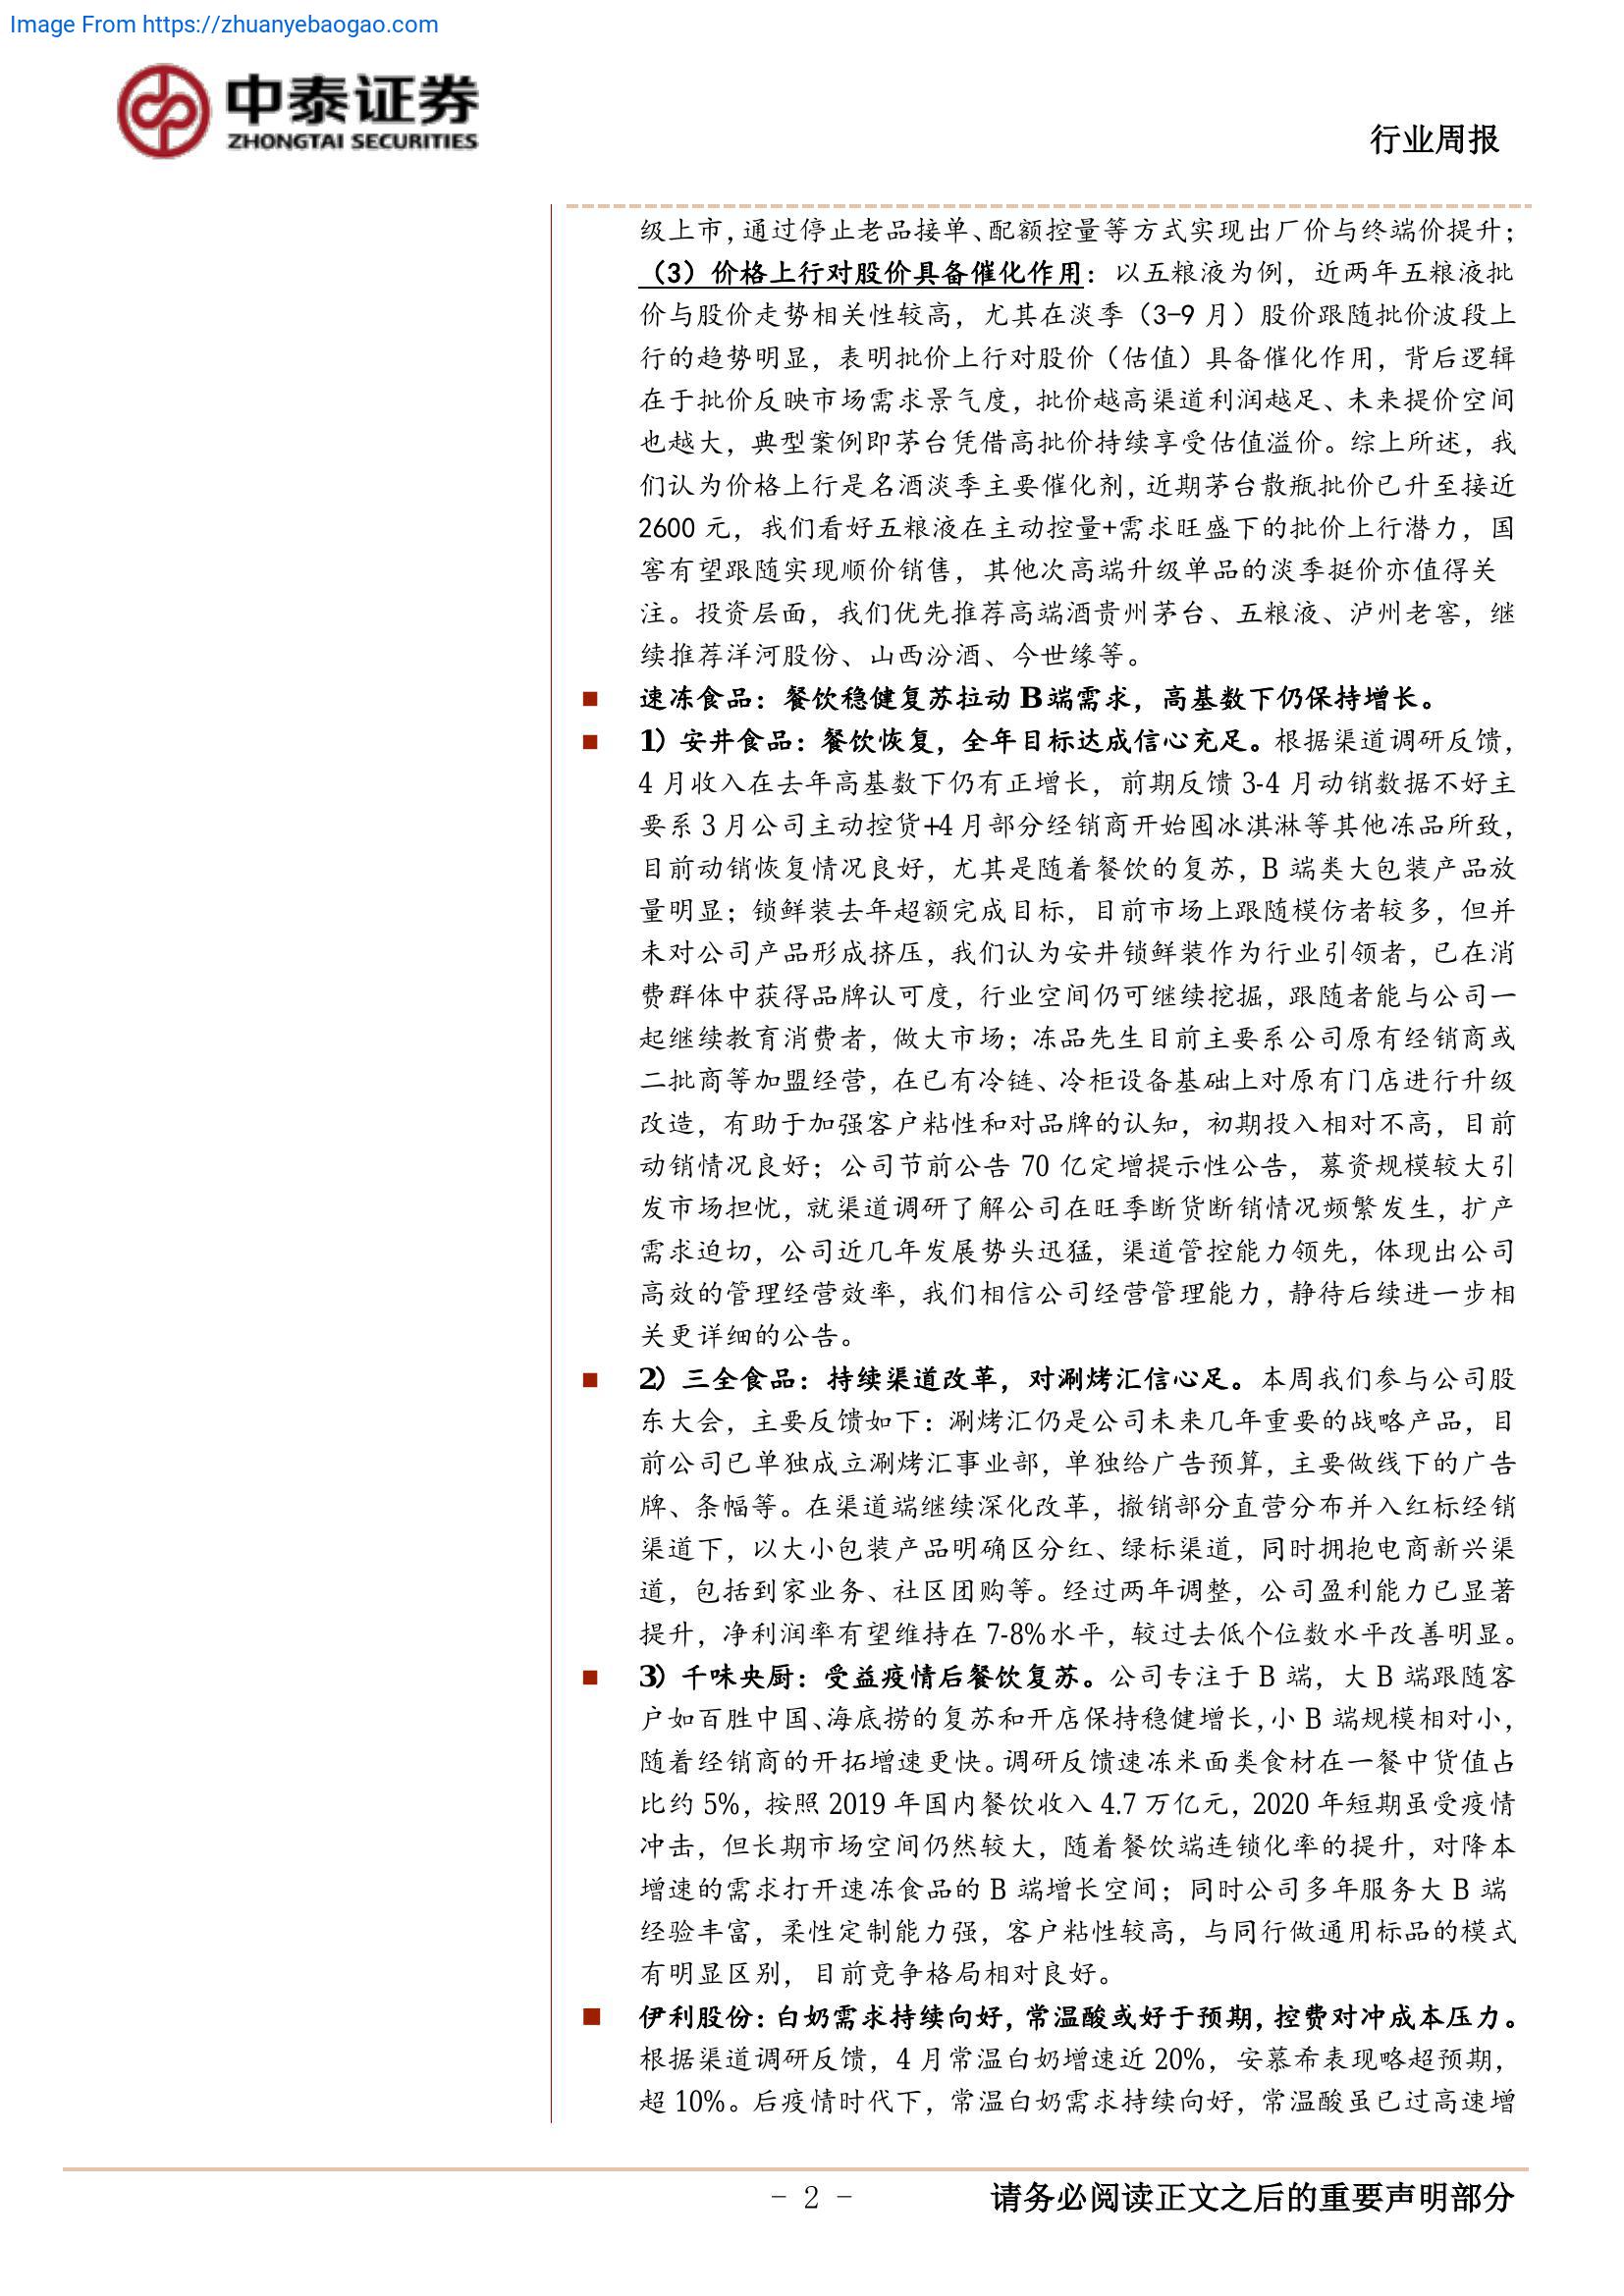 Image From https://zhuanyebaogao.com
中泰证券
ZHONGTAI SECURITIES
行业周报
级上市，通过停止老品接单、配额控量等方式实现出厂价与终端价提升；
（3）价格上行对股价具备催化作用：以五粮液为例，近两年五粮液批
价与股价走势相关性较高，尤其在淡季（3-9 月）股价跟随批价波段上
行的趋势明显，表明批价上行对股价（估值）具备催化作用，背后逻辑
在于批价反映市场需求景气度，批价越高渠道利润越足、未来提价空间
也越大，典型案例即茅台凭借高批价持续享受估值溢价。综上所述，我
们认为价格上行是名酒淡季主要催化剂，近期茅台散瓶批价已升至接近
2600 元，我们看好五粮液在主动控量+需求旺盛下的批价上行潜力，国
窖有望跟随实现顺价销售，其他次高端升级单品的淡季挺价亦值得关
注。投资层面，我们优先推荐高端酒贵州茅台、五粮液、泸州老窖，继
续推荐洋河股份、山西汾酒、今世缘等。
■ 速冻食品：餐饮稳健复苏拉动 B端需求，高基数下仍保持增长。
■ 1）安井食品：餐饮恢复，全年目标达成信心充足。根据渠道调研反馈，
4 月收入在去年高基数下仍有正增长，前期反馈 3-4 月动销数据不好主
要系 3 月公司主动控货+4 月部分经销商开始囤冰淇淋等其他冻品所致，
目前动销恢复情况良好，尤其是随着餐饮的复苏，B 端类大包装产品放
量明显；锁鲜装去年超额完成目标，目前市场上跟随模仿者较多，但并
未对公司产品形成挤压，我们认为安井锁鲜装作为行业引领者，已在消
费群体中获得品牌认可度，行业空间仍可继续挖掘，跟随者能与公司一
起继续教育消费者，做大市场；冻品先生目前主要系公司原有经销商或
二批商等加盟经营，在已有冷链、冷柜设备基础上对原有门店进行升级
改造，有助于加强客户粘性和对品牌的认知，初期投入相对不高，目前
动销情况良好；公司节前公告 70 亿定增提示性公告，募资规模较大引
发市场担忧，就渠道调研了解公司在旺季断货断销情况频繁发生，扩产
需求迫切，公司近几年发展势头迅猛，渠道管控能力领先，体现出公司
高效的管理经营效率，我们相信公司经营管理能力，静待后续进一步相
关更详细的公告。
■ 2）三全食品：持续渠道改革，对涮烤汇信心足。本周我们参与公司股
东大会，主要反馈如下：涮烤汇仍是公司未来几年重要的战略产品，目
前公司已单独成立涮烤汇事业部，单独给广告预算，主要做线下的广告
牌、条幅等。在渠道端继续深化改革，撤销部分直营分布并入红标经销
渠道下，以大小包装产品明确区分红、绿标渠道，同时拥抱电商新兴渠
道，包括到家业务、社区团购等。经过两年调整，公司盈利能力已显著
提升，净利润率有望维持在 7-8%水平，较过去低个位数水平改善明显。
■ 3）千味央厨：受益疫情后餐饮复苏。公司专注于 B 端，大 B 端跟随客
户如百胜中国、海底捞的复苏和开店保持稳健增长，小 B 端规模相对小，
随着经销商的开拓增速更快。调研反馈速冻米面类食材在一餐中货值占
比约 5%，按照 2019 年国内餐饮收入 4.7 万亿元，2020 年短期虽受疫情
冲击，但长期市场空间仍然较大，随着餐饮端连锁化率的提升，对降本
增速的需求打开速冻食品的 B 端增长空间；同时公司多年服务大 B 端
经验丰富，柔性定制能力强，客户粘性较高，与同行做通用标品的模式
有明显区别，目前竞争格局相对良好。
■ 伊利股份：白奶需求持续向好，常温酸或好于预期，控费对冲成本压力。
根据渠道调研反馈，4 月常温白奶增速近 20%，安慕希表现略超预期，
超 10%。后疫情时代下，常温白奶需求持续向好，常温酸虽已过高速增
- 2 -
请务必阅读正文之后的重要声明部分